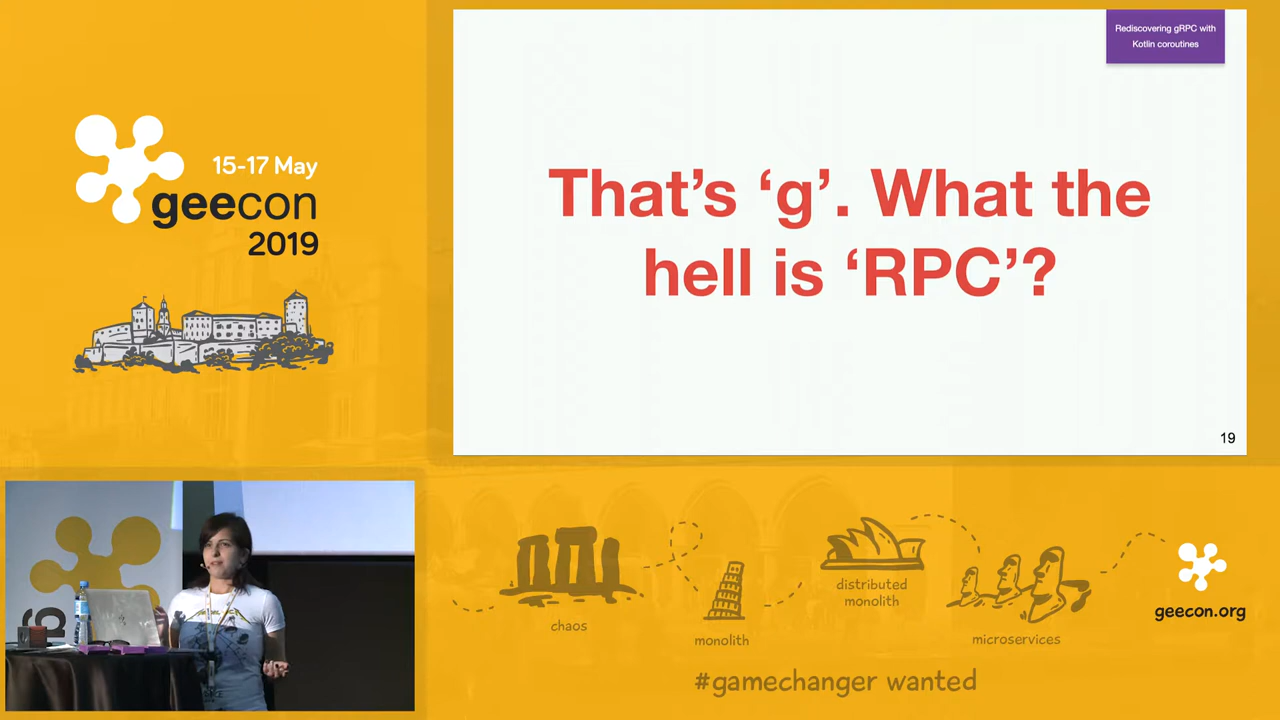 15-17 May
geecon
2019
Rediscovering gRPC with
Kotlin coroutines
That's 'g'. What the
hell is 'RPC'?
19
chaos
monolith
distributed
monolith
microservices
geecon.org
#gamechanger wanted